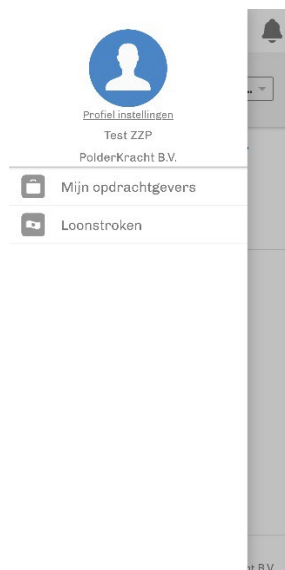 Profiel instellingen
Test ZZP
PolderKracht B.V.
Mijn opdrachtgevers
Loonstroken
B.V.